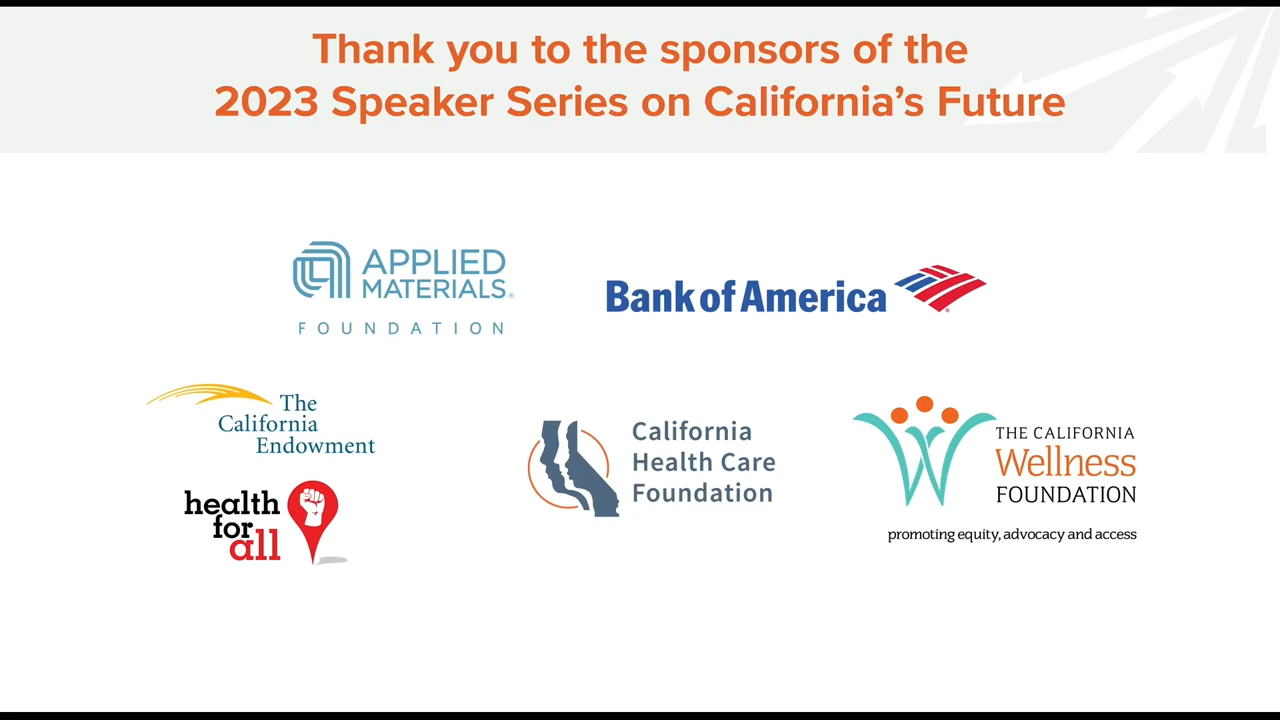 Thank you to the sponsors of the
2023 Speaker Series on California’s Future
APPLIED
MATERIALS®
FOUNDATION
Bank of America
The
California
Endowment
health
for
all
California
Health Care
Foundation
THE CALIFORNIA
Wellness
FOUNDATION
promoting equity, advocacy and access